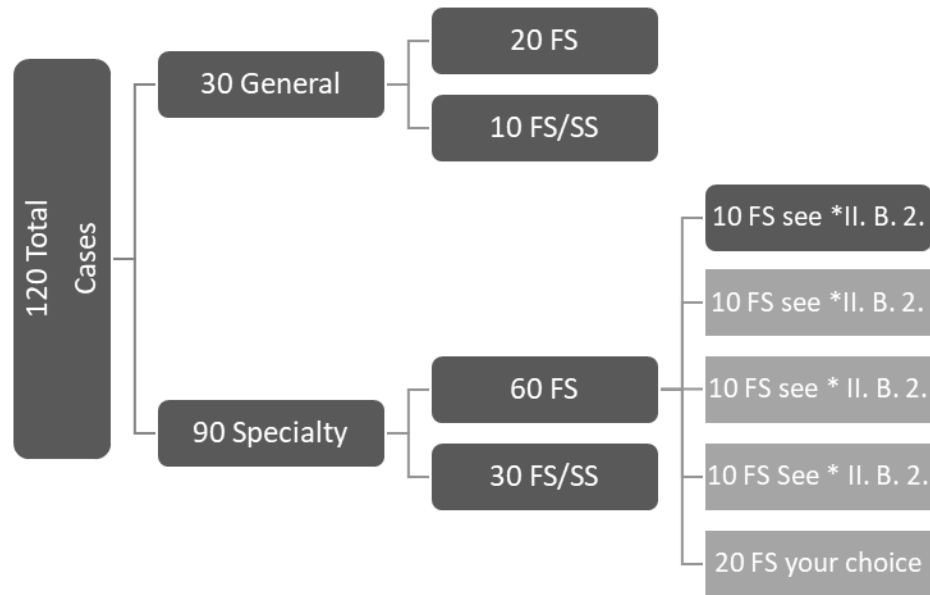 120 Total
Cases
30 General
20 FS
10 FS/SS
90 Specialty
60 FS
30 FS/SS
10 FS see *II. B. 2.
10 FS see *II. B. 2.
10 FS see * II. B. 2.
10 FS See * II. B. 2.
20 FS your choice